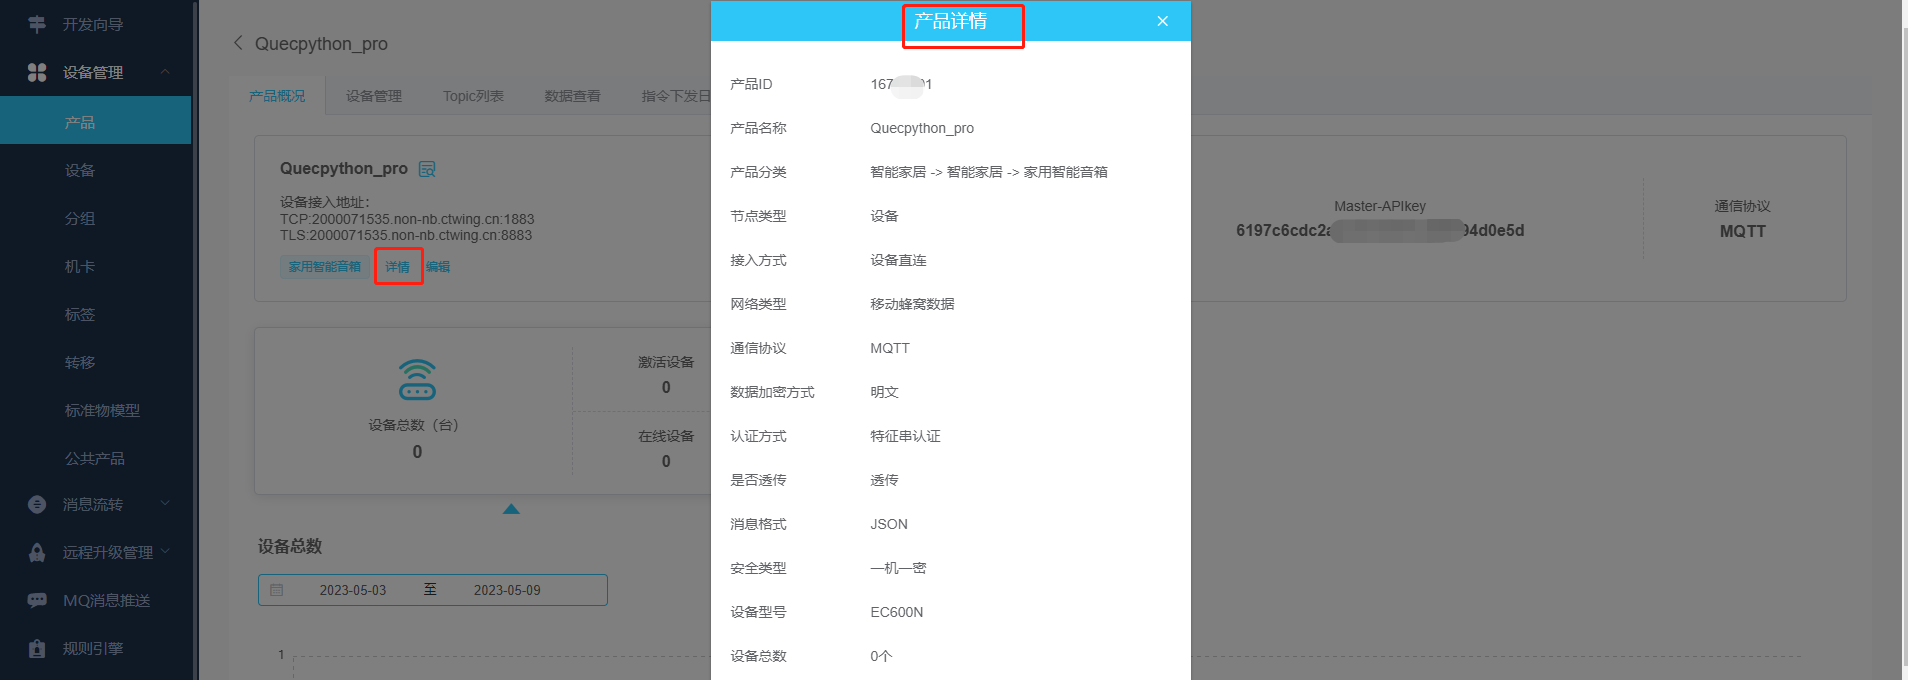 开发向导
设备管理
产品
设备
分组
机卡
标签
转移
标准物模型
公共产品
消息流转
远程升级管理
MQ消息推送
规则引擎
Quecpython_pro
产品概况
设备管理
Topic列表
数据查看
指令下发日
Quecpython_pro
设备接入地址：
TCP:2000071535.non-nb.ctwing.cn:1883
TLS:2000071535.non-nb.ctwing.cn:8883
家用智能音箱 详情 编辑
设备总数（台）
0
激活设备
0
在线设备
0
设备总数
2023-05-03 至 2023-05-09
1
产品详情
产品ID 167 1
产品名称 Quecpython_pro
产品分类 智能家居 -> 智能家居 -> 家用智能音箱
节点类型 设备
接入方式 设备直连
网络类型 移动蜂窝数据
通信协议 MQTT
数据加密方式 明文
认证方式 特征串认证
是否透传 透传
消息格式 JSON
安全类型 一机一密
设备型号 EC600N
设备总数 0个
Master-APIkey
6197c6cdc2 94d0e5d
通信协议
MQTT